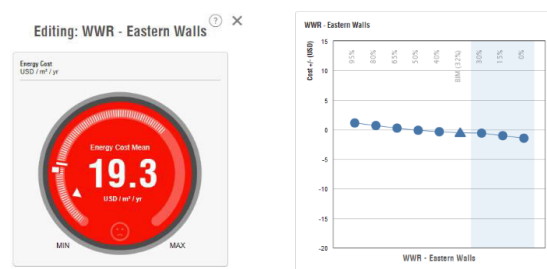 Editing: WWR - Eastern Walls
?
Energy Cost
USD / m² / yr
Energy Cost Mean
19.3
USD / m² / yr
MIN
MAX
WWR - Eastern Walls
Cost +/- (USD)
15
10
5
0
-5
-10
-15
-20
95%
80%
65%
50%
40%
BIM (32%)
30%
15%
0%
WWR - Eastern Walls